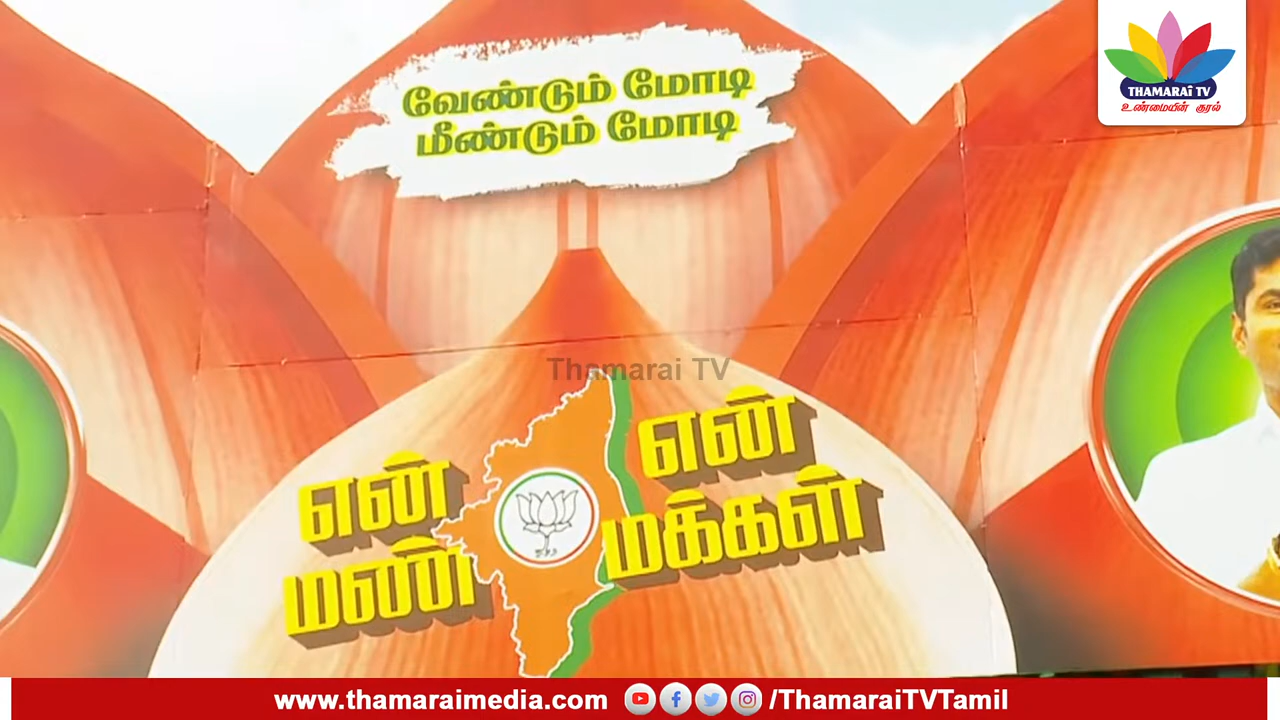 வேண்டும் மோடி
மீண்டும் மோடி
THAMARAI TV
உண்மையின் குரல்
Thamarai TV
என் மண்
என் மக்கள்
www.thamaraimedia.com /ThamaraiTVTamil